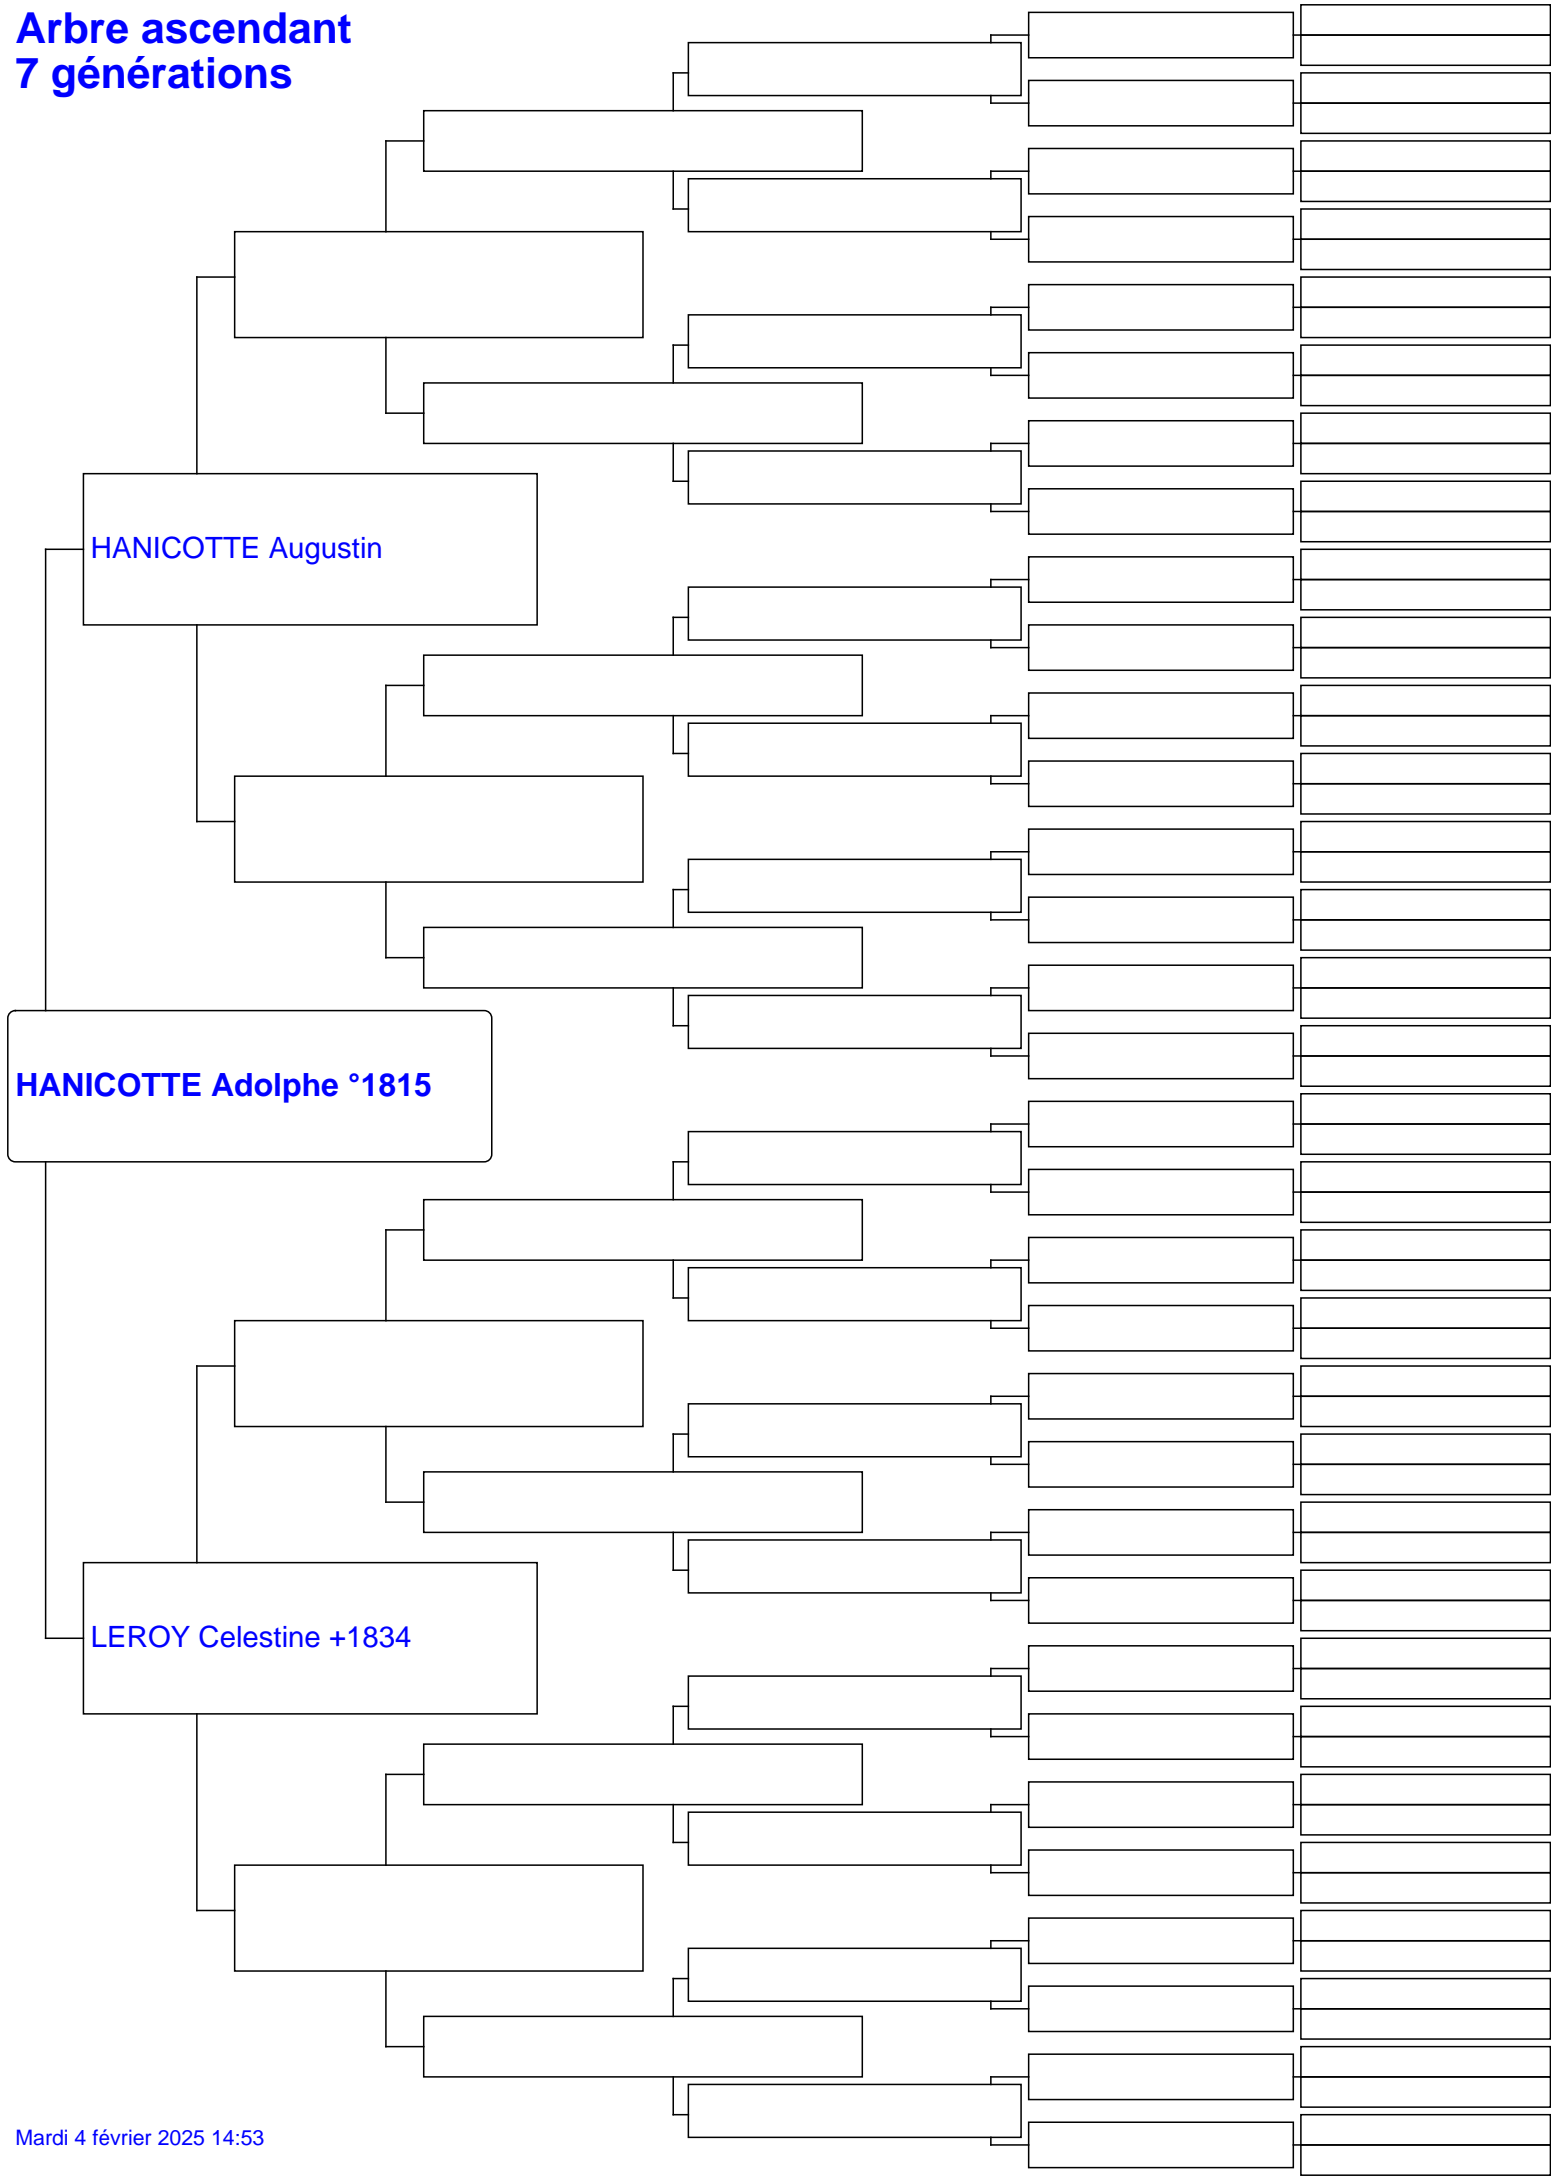 Arbre ascendant
7 générations
HANICOTTE Augustin
HANICOTTE Adolphe °1815
LEROY Celestine +1834
Mardi 4 février 2025 14:53